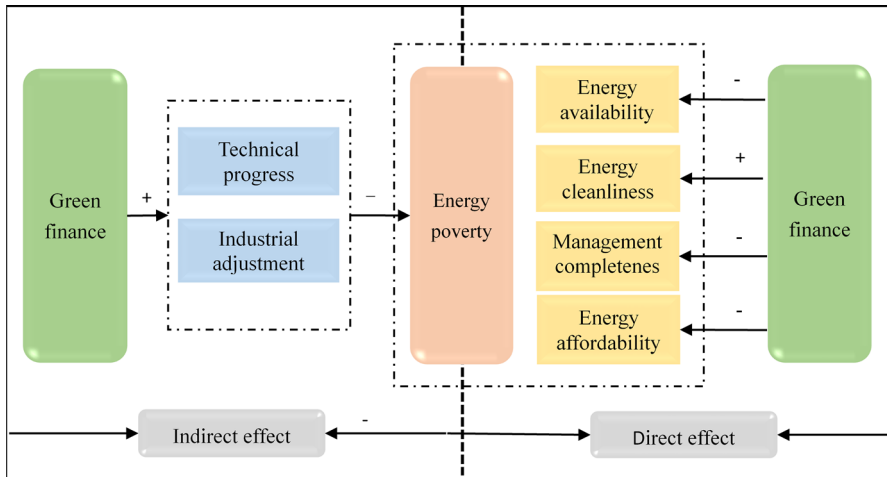 Green
finance
+
Technical
progress
Industrial
adjustment
–
Energy
poverty
Energy
availability
Energy
cleanliness
Management
completenes
Energy
affordability
-
+
-
-
Green
finance
Indirect effect
-
Direct effect